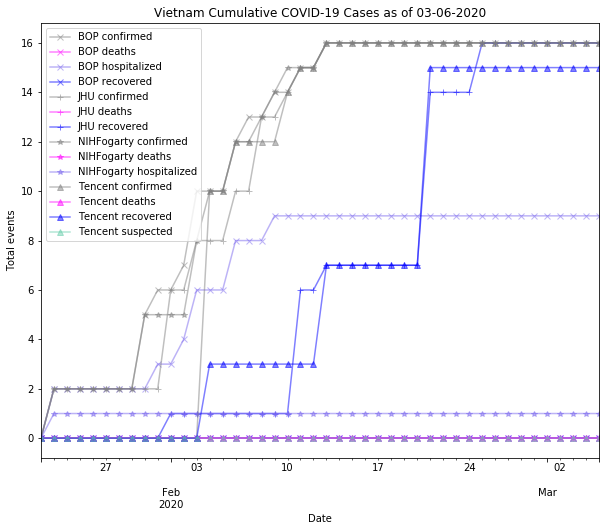 Vietnam Cumulative COVID-19 Cases as of 03-06-2020
16
14
12
10
8
6
4
2
0
Total events
BOP confirmed
BOP deaths
BOP hospitalized
BOP recovered
JHU confirmed
JHU deaths
JHU recovered
NIHFogarty confirmed
NIHFogarty deaths
NIHFogarty hospitalized
Tencent confirmed
Tencent deaths
Tencent recovered
Tencent suspected
27 03 10 17 24 02
Feb Mar
2020
Date